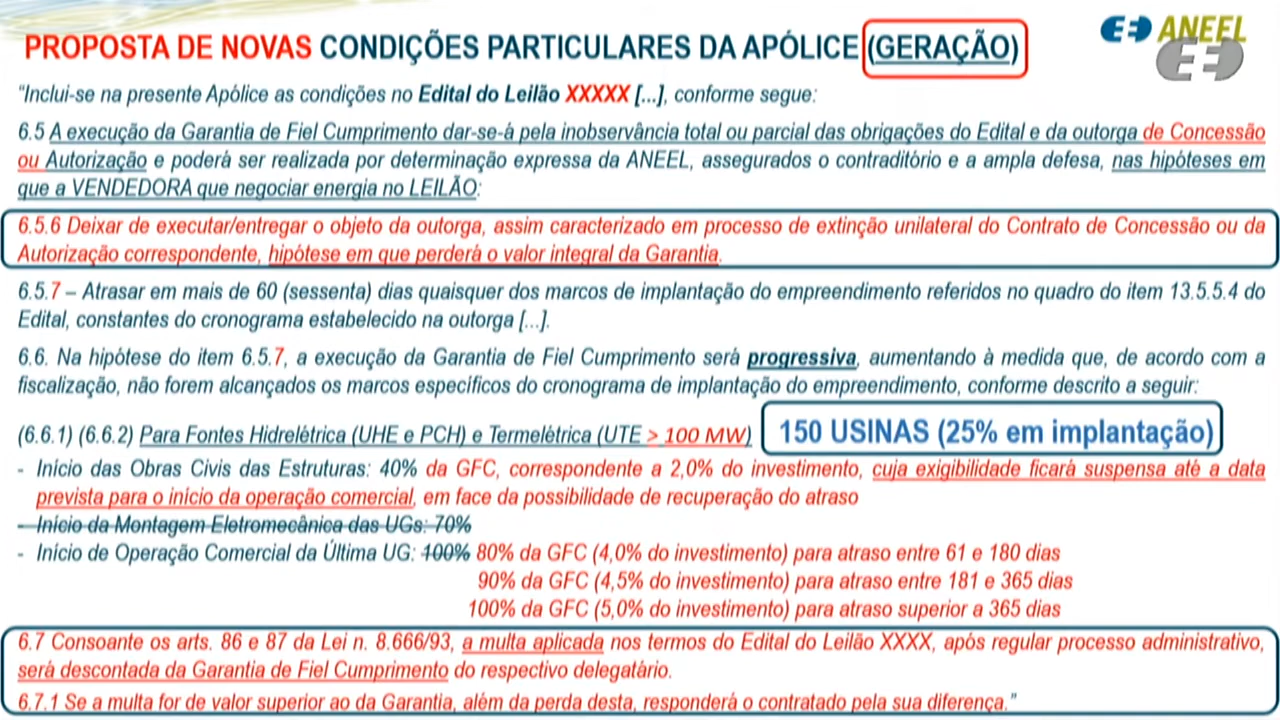 PROPOSTA DE NOVAS CONDIÇÕES PARTICULARES DA APÓLICE (GERAÇÃO)
ANEEL
“Inclui-se na presente Apólice as condições no Edital do Leilão XXXXX [...], conforme segue:
6.5 A execução da Garantia de Fiel Cumprimento dar-se-á pela inobservância total ou parcial das obrigações do Edital e da outorga de Concessão
ou Autorização e poderá ser realizada por determinação expressa da ANEEL, assegurados o contraditório e a ampla defesa, nas hipóteses em
que a VENDEDORA que negociar energia no LEILÃO:
6.5.6 Deixar de executar/entregar o objeto da outorga, assim caracterizado em processo de extinção unilateral do Contrato de Concessão ou da
Autorização correspondente, hipótese em que perderá o valor integral da Garantia.
6.5.7 – Atrasar em mais de 60 (sessenta) dias quaisquer dos marcos de implantação do empreendimento referidos no quadro do item 13.5.5.4 do
Edital, constantes do cronograma estabelecido na outorga [...].
6.6. Na hipótese do item 6.5.7, a execução da Garantia de Fiel Cumprimento será progressiva, aumentando à medida que, de acordo com a
fiscalização, não forem alcançados os marcos específicos do cronograma de implantação do empreendimento, conforme descrito a seguir:
(6.6.1) (6.6.2) Para Fontes Hidrelétrica (UHE e PCH) e Termelétrica (UTE > 100 MW) 150 USINAS (25% em implantação)
- Início das Obras Civis das Estruturas: 40% da GFC, correspondente a 2,0% do investimento, cuja exigibilidade ficará suspensa até a data
prevista para o início da operação comercial, em face da possibilidade de recuperação do atraso
- Início da Montagem Eletromecânica das UGs: 70%
- Início de Operação Comercial da Última UG: 100% 80% da GFC (4,0% do investimento) para atraso entre 61 e 180 dias
90% da GFC (4,5% do investimento) para atraso entre 181 e 365 dias
100% da GFC (5,0% do investimento) para atraso superior a 365 dias
6.7 Consoante os arts. 86 e 87 da Lei n. 8.666/93, a multa aplicada nos termos do Edital do Leilão XXXX, após regular processo administrativo,
será descontada da Garantia de Fiel Cumprimento do respectivo delegatário.
6.7.1 Se a multa for de valor superior ao da Garantia, além da perda desta, responderá o contratado pela sua diferença.”